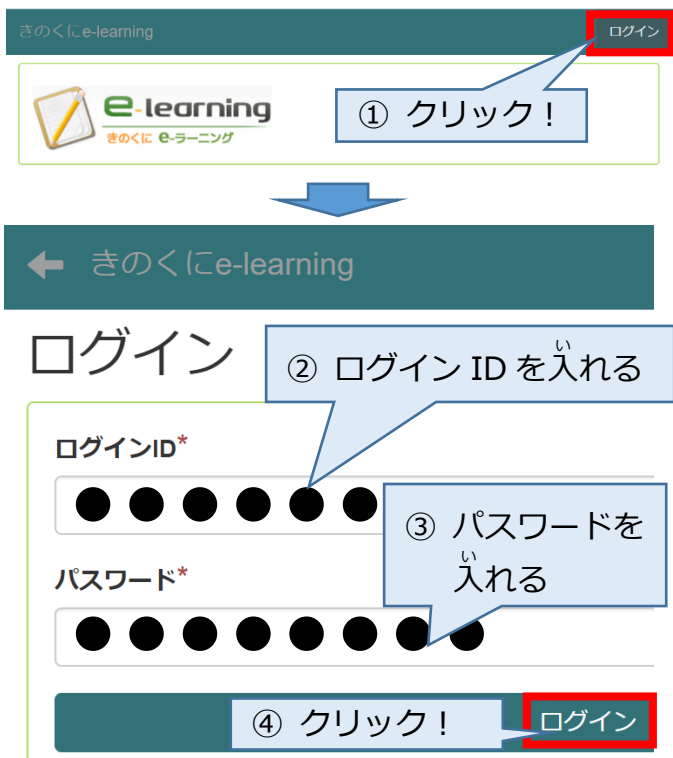 きのくにe-learning
ログイン
e-learning
きのくに e-ラーニング
① クリック！
きのくにe-learning
ログイン
② ログイン ID を入れる
い
ログインID*
●●●●●●
③ パスワードを
い
入れる
パスワード*
●●●●●●●●
④ クリック！
ログイン